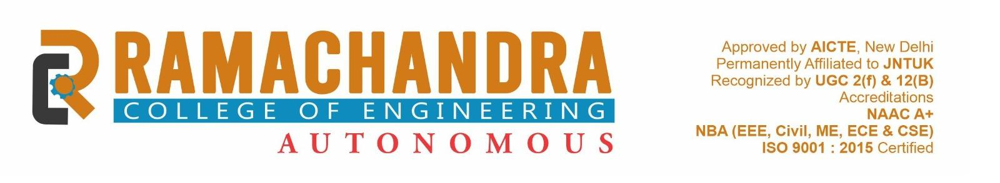 RAMACHANDRA
COLLEGE OF ENGINEERING
AUTONOMOUS
Approved by AICTE, New Delhi
Permanently Affiliated to JNTUK
Recognized by UGC 2(f) & 12(B)
Accreditations
NAAC A+
NBA (EEE, Civil, ME, ECE & CSE)
ISO 9001 : 2015 Certified